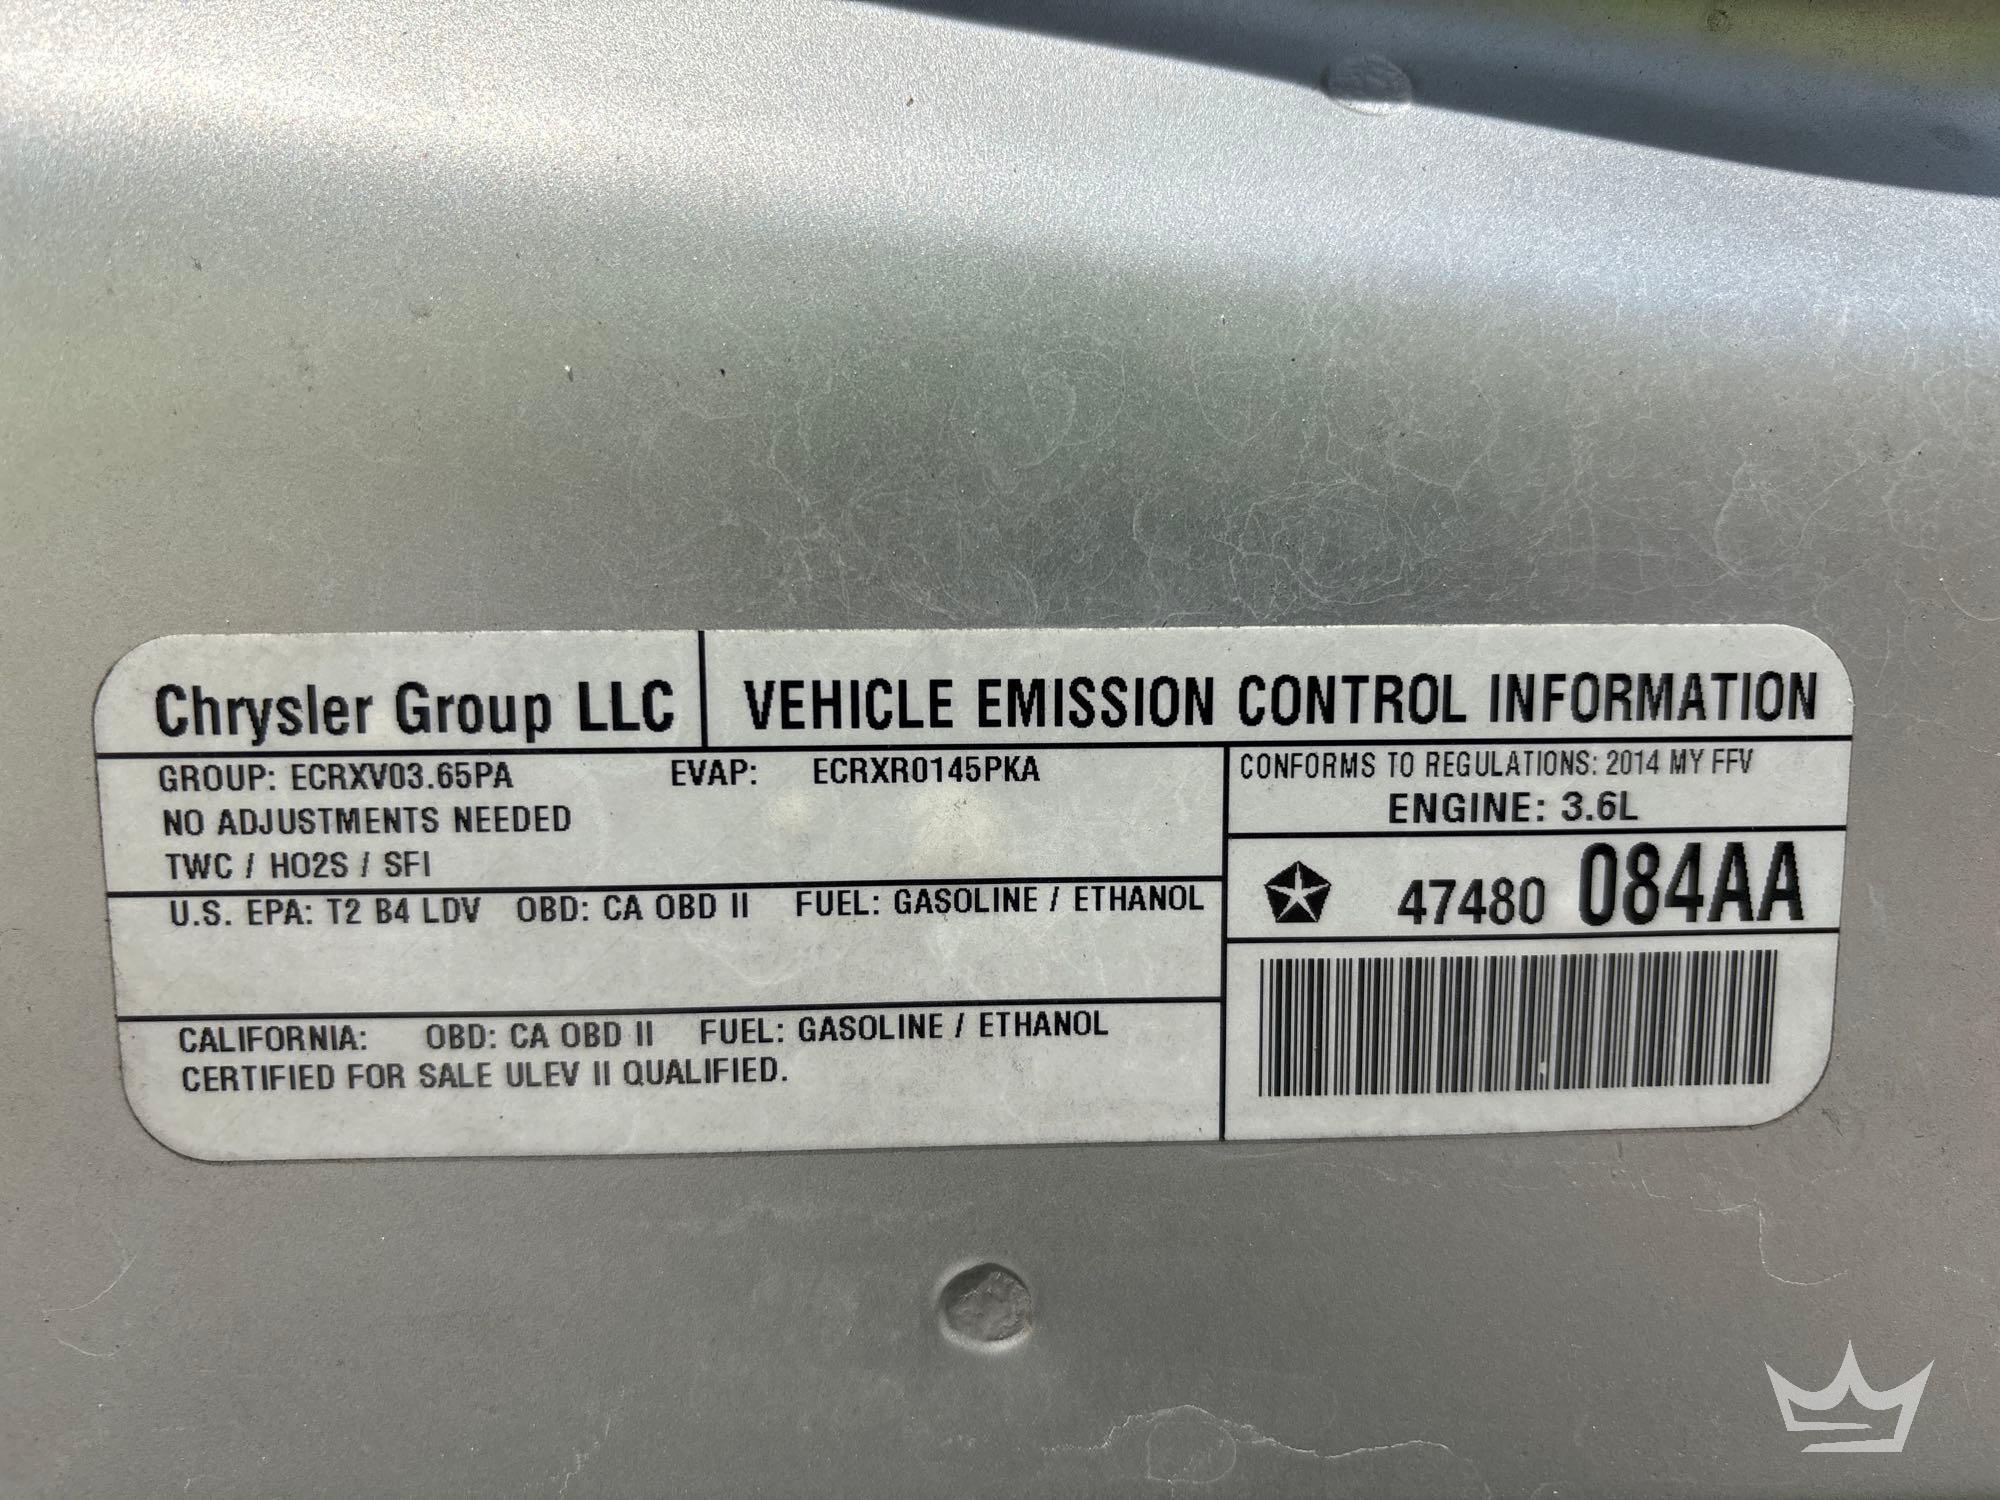 Chrysler Group LLC
VEHICLE EMISSION CONTROL INFORMATION
GROUP: ECRXV03.65PA EVAP: ECRXR0145PKA
NO ADJUSTMENTS NEEDED
TWC / HO2S / SFI
CONFORMS TO REGULATIONS: 2014 MY FFV
ENGINE: 3.6L
47480 084AA
U.S. EPA: T2 B4 LDV OBD: CA OBD II FUEL: GASOLINE / ETHANOL
CALIFORNIA: OBD: CA OBD II FUEL: GASOLINE / ETHANOL
CERTIFIED FOR SALE ULEV II QUALIFIED.